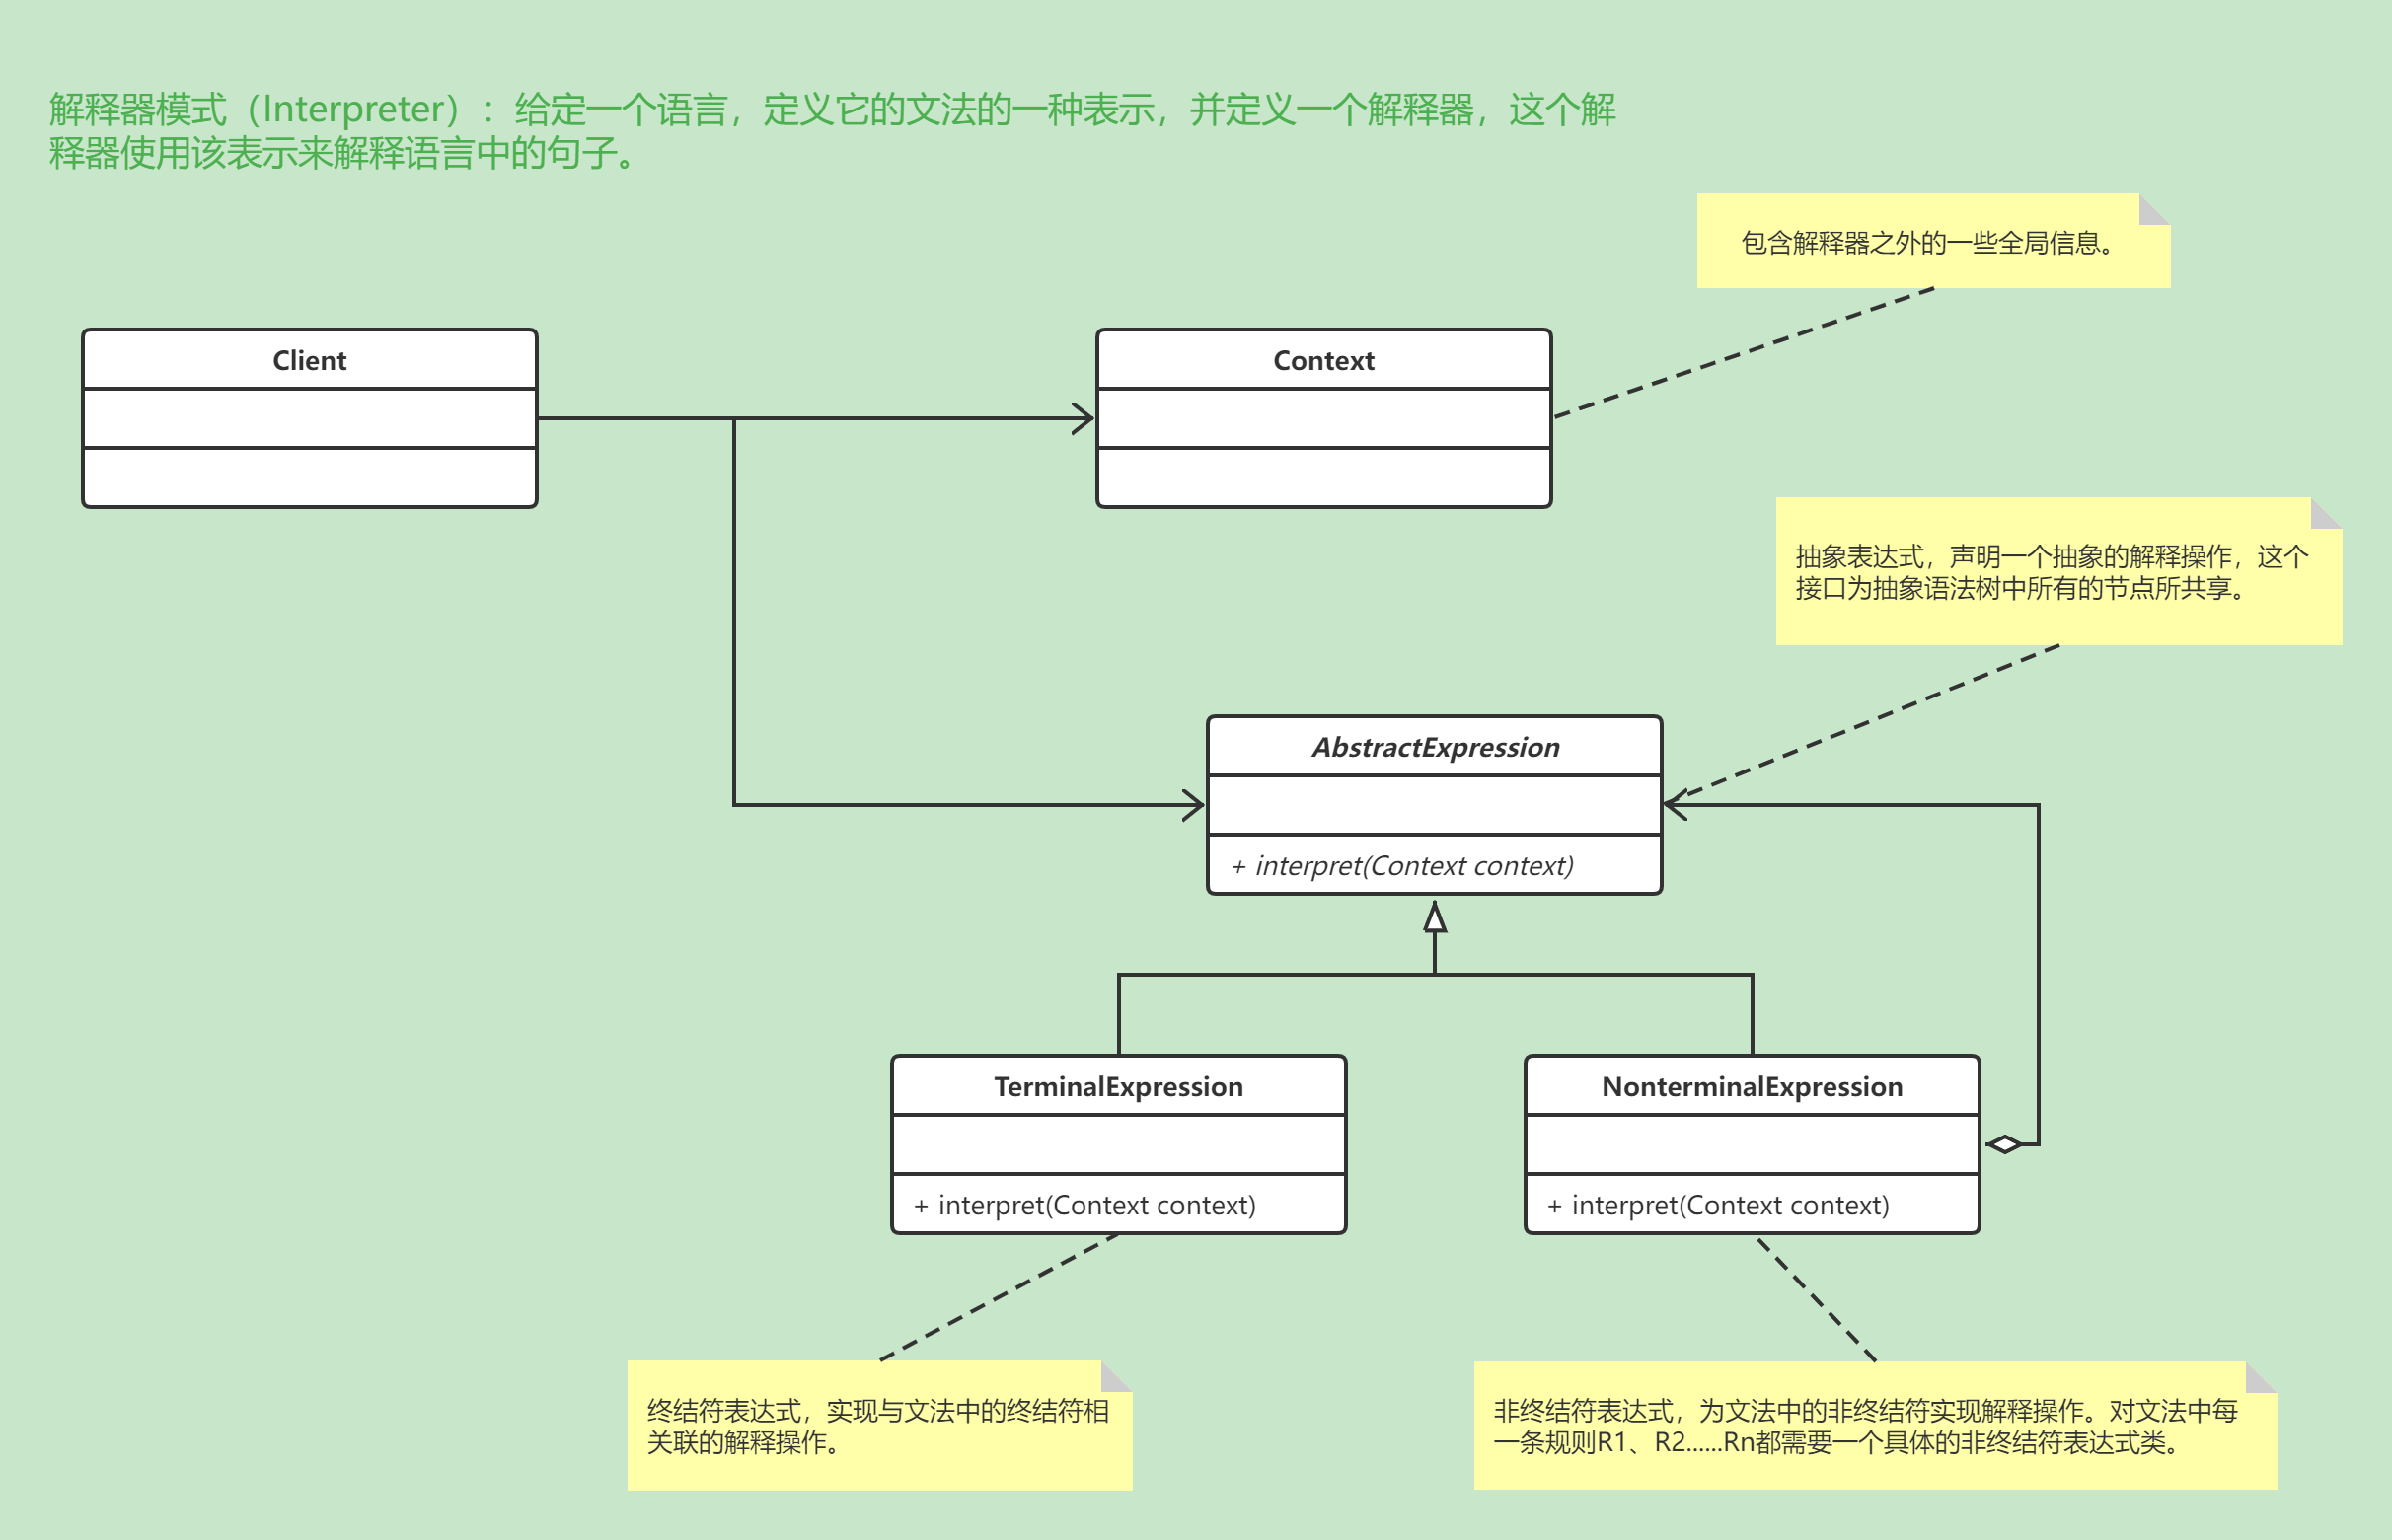 解释器模式（Interpreter）：给定一个语言，定义它的文法的一种表示，并定义一个解释器，这个解
释器使用该表示来解释语言中的句子。
包含解释器之外的一些全局信息。
Client
Context
抽象表达式，声明一个抽象的解释操作，这个
接口为抽象语法树中所有的节点所共享。
AbstractExpression
+ interpret(Context context)
TerminalExpression
NonterminalExpression
+ interpret(Context context)
+ interpret(Context context)
终结符表达式，实现与文法中的终结符相
关联的解释操作。
非终结符表达式，为文法中的非终结符实现解释操作。对文法中每
一条规则R1、R2......Rn都需要一个具体的非终结符表达式类。